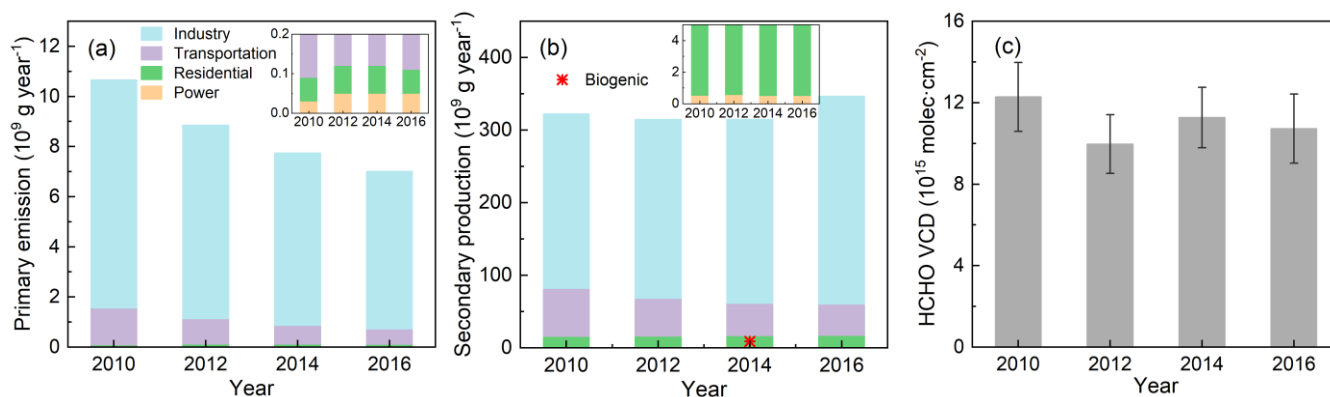 (a)
Industry
Transportation
Residential
Power
Primary emission (10⁹ g year⁻¹)
12
10
8
6
4
2
0
0.2
0.1
0.0
2010 2012 2014 2016
2010 2012 2014 2016
Year
(b)
Biogenic
Secondary production (10⁹ g year⁻¹)
400
300
200
100
0
4
2
0
2010 2012 2014 2016
2010 2012 2014 2016
Year
(c)
HCHO VCD (10¹⁵ molec·cm⁻²)
16
12
8
4
0
2010 2012 2014 2016
Year